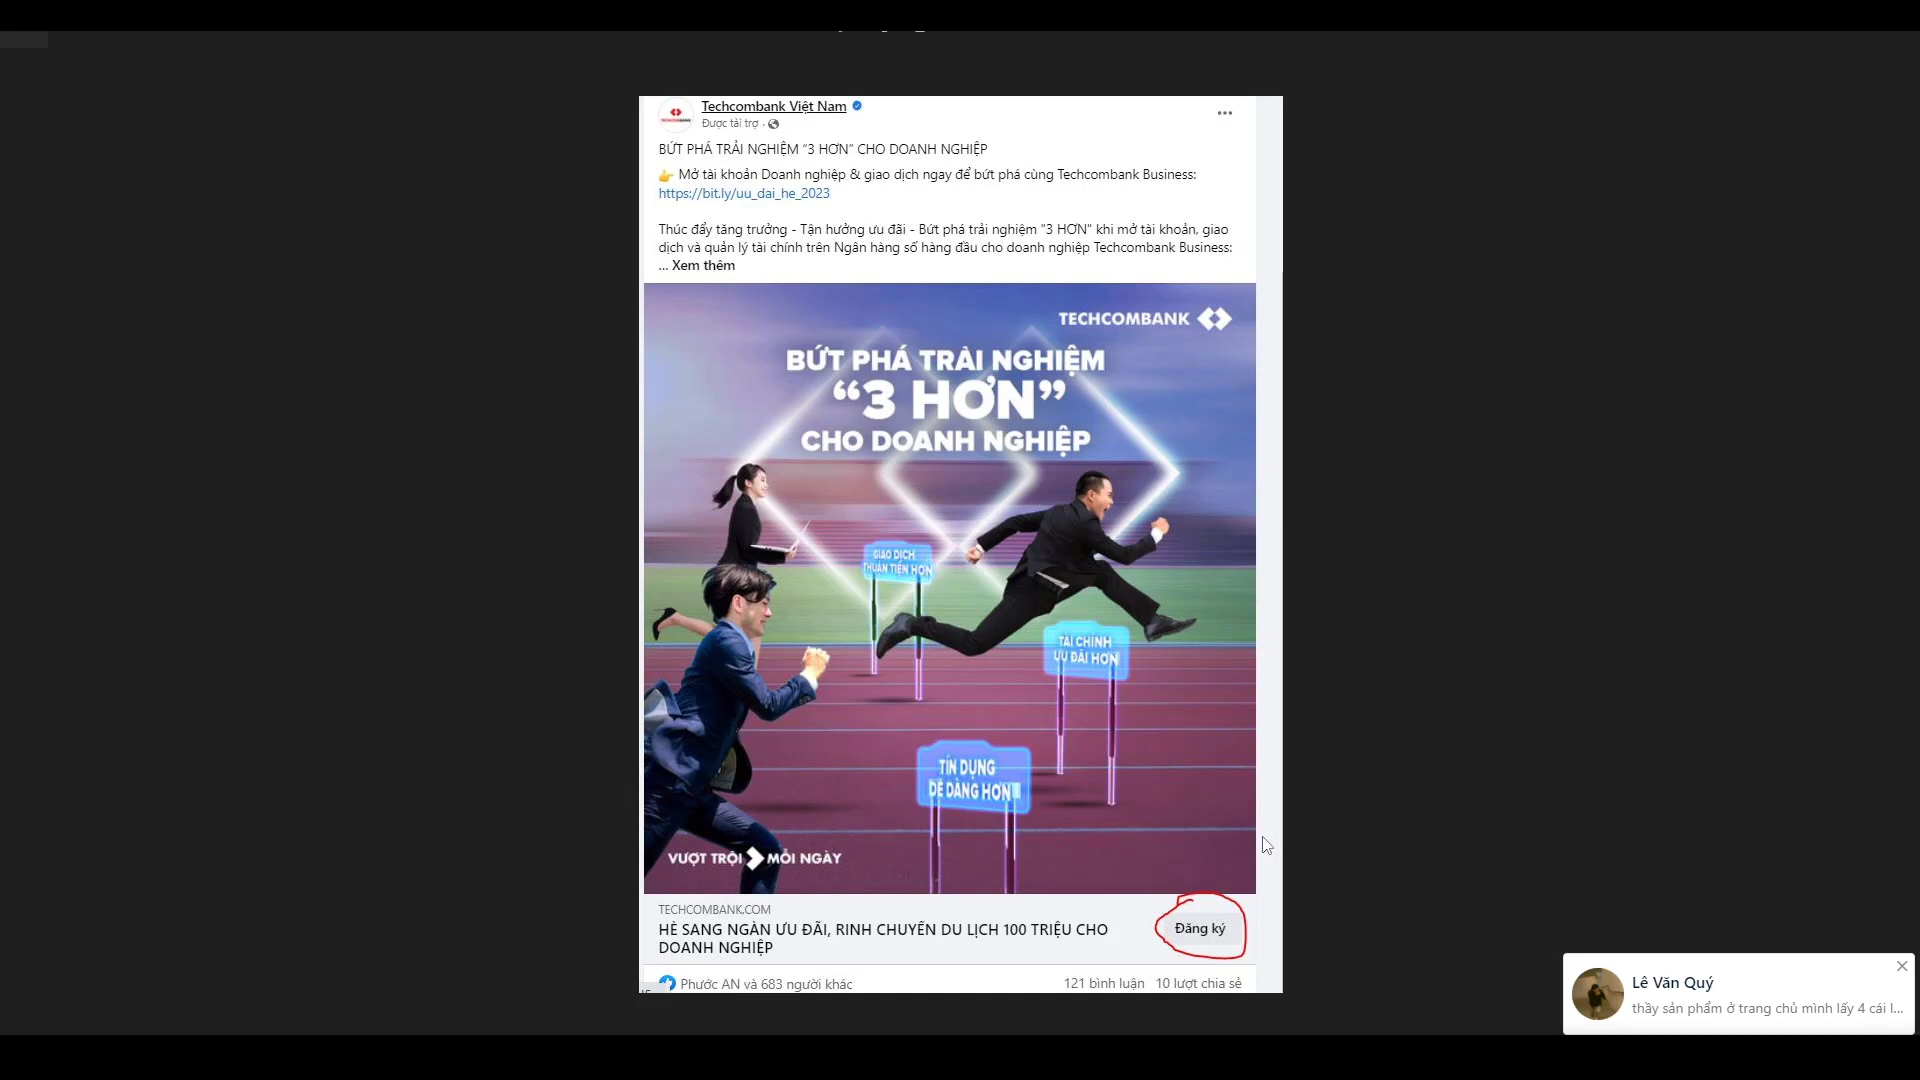 Techcombank Việt Nam
Được tài trợ ·
BỨT PHÁ TRẢI NGHIỆM “3 HƠN” CHO DOANH NGHIỆP
👉 Mở tài khoản Doanh nghiệp & giao dịch ngay để bứt phá cùng Techcombank Business:
https://bit.ly/uu_dai_he_2023
Thúc đẩy tăng trưởng - Tận hưởng ưu đãi - Bứt phá trải nghiệm "3 HƠN" khi mở tài khoản, giao
dịch và quản lý tài chính trên Ngân hàng số hàng đầu cho doanh nghiệp Techcombank Business:
... Xem thêm
TECHCOMBANK
BỨT PHÁ TRẢI NGHIỆM
“3 HƠN”
CHO DOANH NGHIỆP
GIAO DỊCH
THUẬN TIỆN HƠN
TÀI CHÍNH
ƯU ĐÃI HƠN
TÍN DỤNG
DỄ DÀNG HƠN
VƯỢT TRỘI MỖI NGÀY
TECHCOMBANK.COM
HÈ SANG NGÀN ƯU ĐÃI, RINH CHUYẾN DU LỊCH 100 TRIỆU CHO
DOANH NGHIỆP
Đăng ký
Phước AN và 683 người khác
121 bình luận 10 lượt chia sẻ
Lê Văn Quý
thầy sản phẩm ở trang chủ mình lấy 4 cái l...